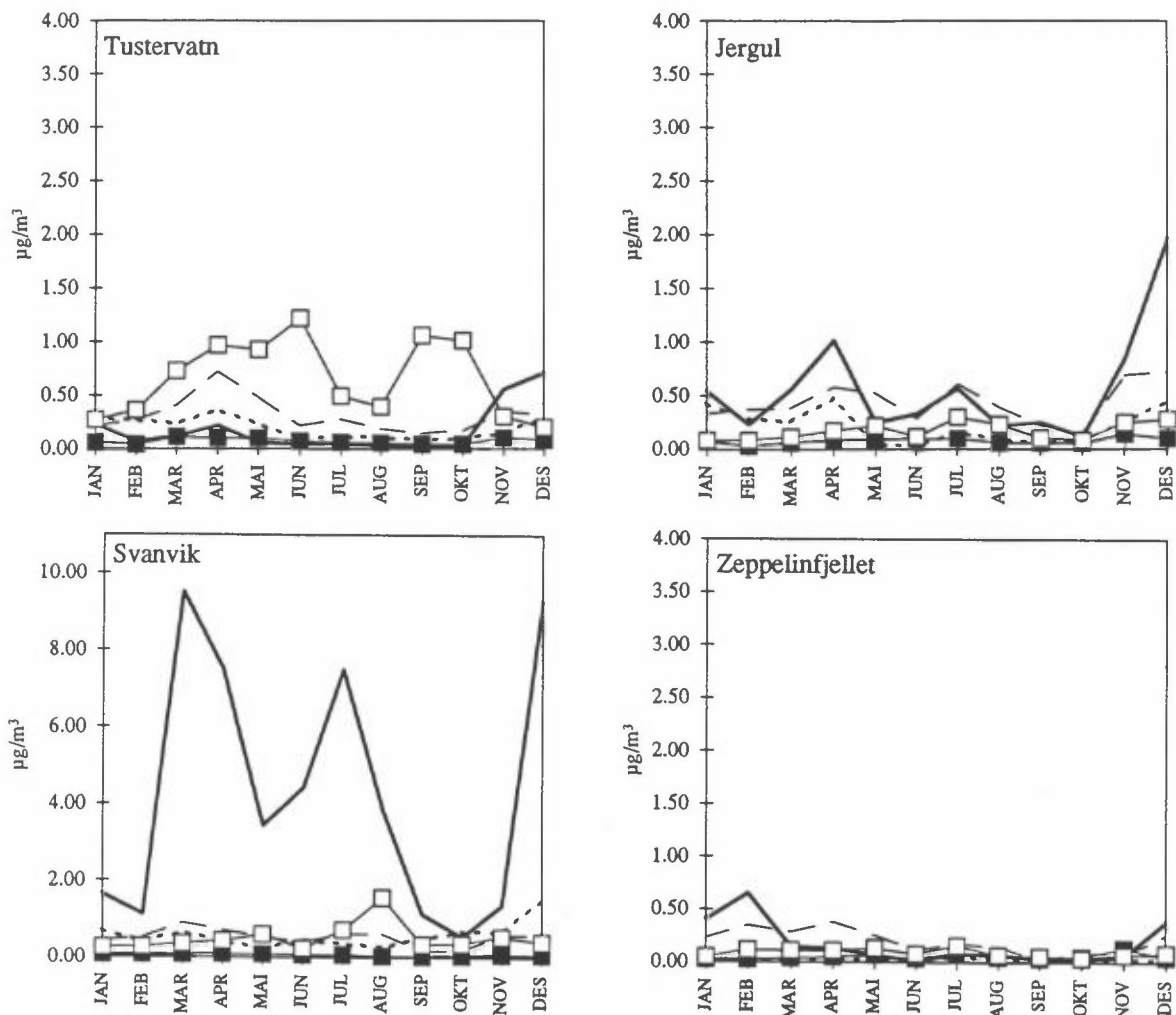 Tustervatn
4.00
3.50
3.00
2.50
2.00
1.50
1.00
0.50
0.00
µg/m³
JAN FEB MAR APR MAI JUN JUL AUG SEP OKT NOV DES
Jergul
4.00
3.50
3.00
2.50
2.00
1.50
1.00
0.50
0.00
µg/m³
JAN FEB MAR APR MAI JUN JUL AUG SEP OKT NOV DES
Svanvik
10.00
8.00
6.00
4.00
2.00
0.00
µg/m³
JAN FEB MAR APR MAI JUN JUL AUG SEP OKT NOV DES
Zeppelinfjellet
4.00
3.50
3.00
2.50
2.00
1.50
1.00
0.50
0.00
µg/m³
JAN FEB MAR APR MAI JUN JUL AUG SEP OKT NOV DES